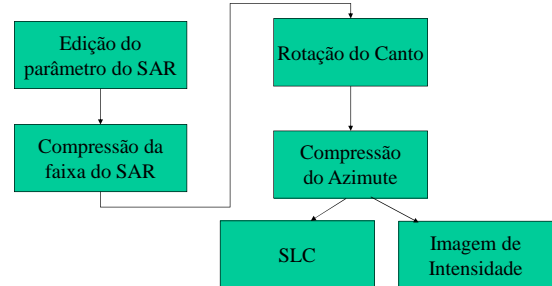 Edição do
parâmetro do SAR
Compressão da
faixa do SAR
Rotação do Canto
Compressão
do Azimute
SLC
Imagem de
Intensidade